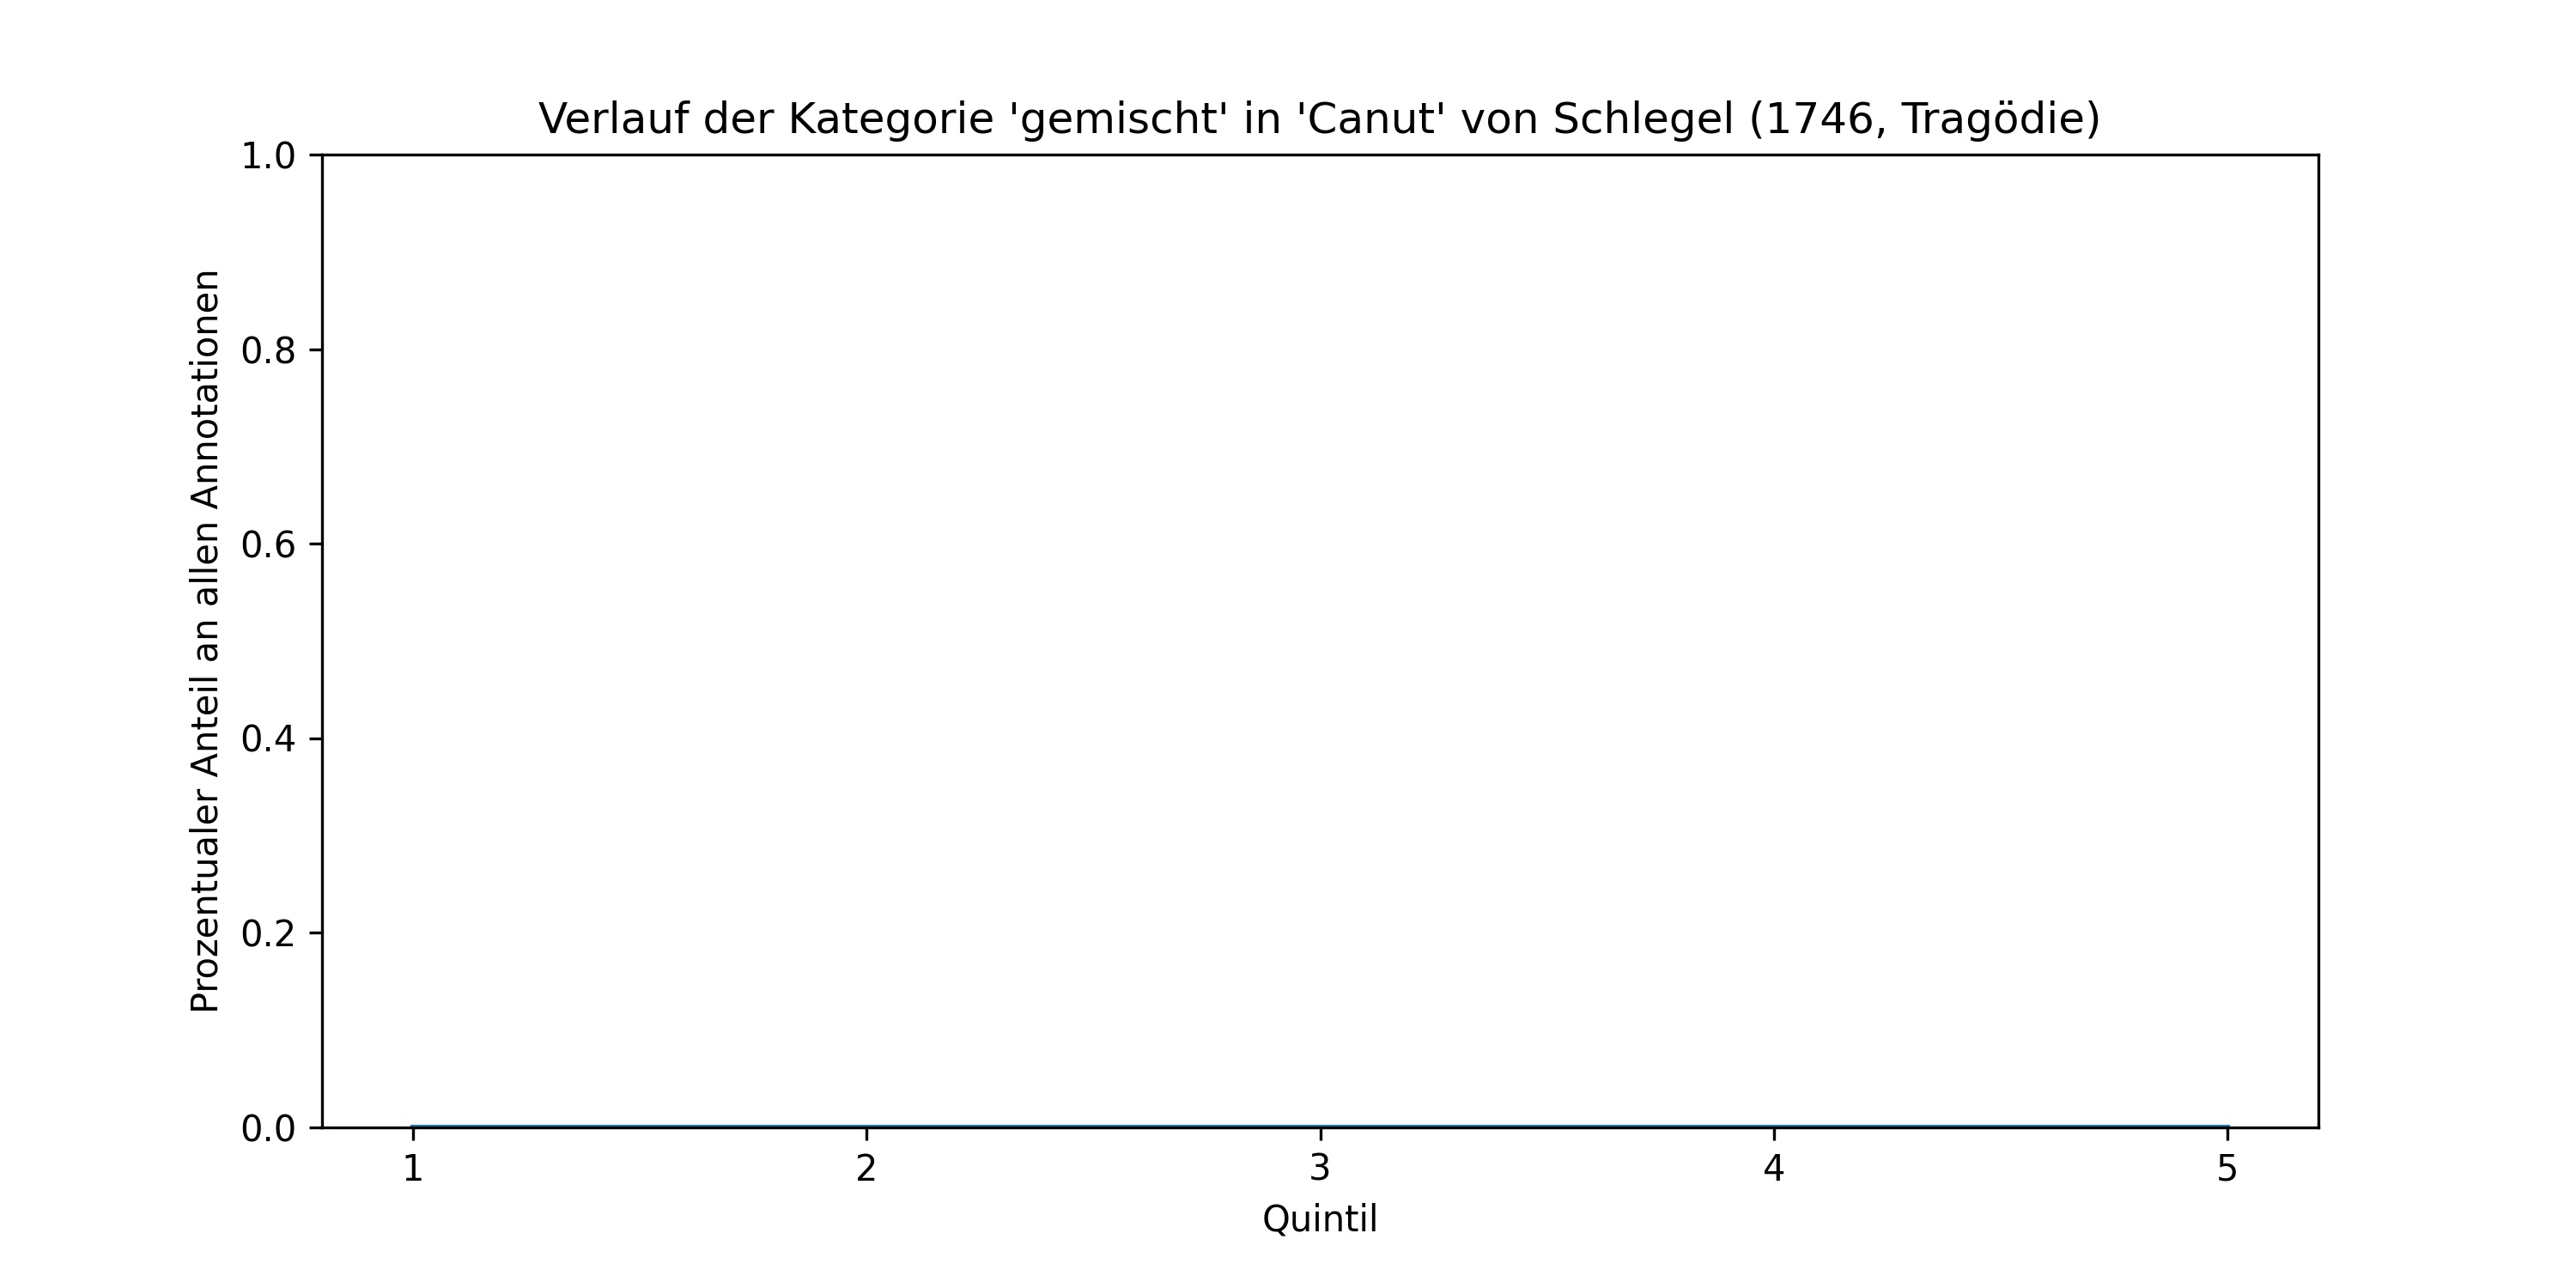 Verlauf der Kategorie 'gemischt' in 'Canut' von Schlegel (1746, Tragödie)
Prozentualer Anteil an allen Annotationen
1.0
0.8
0.6
0.4
0.2
0.0
1 2 3 4 5
Quintil